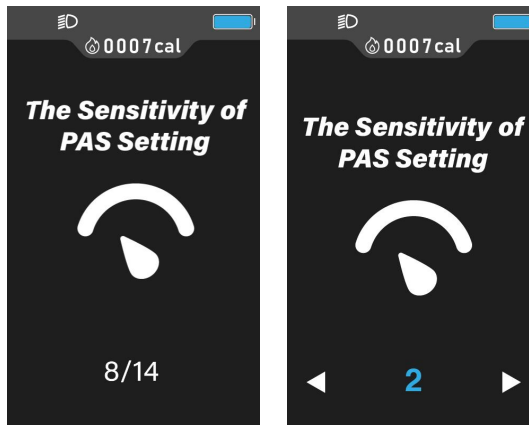 0007cal
The Sensitivity of
PAS Setting
8/14
0007cal
The Sensitivity of
PAS Setting
2